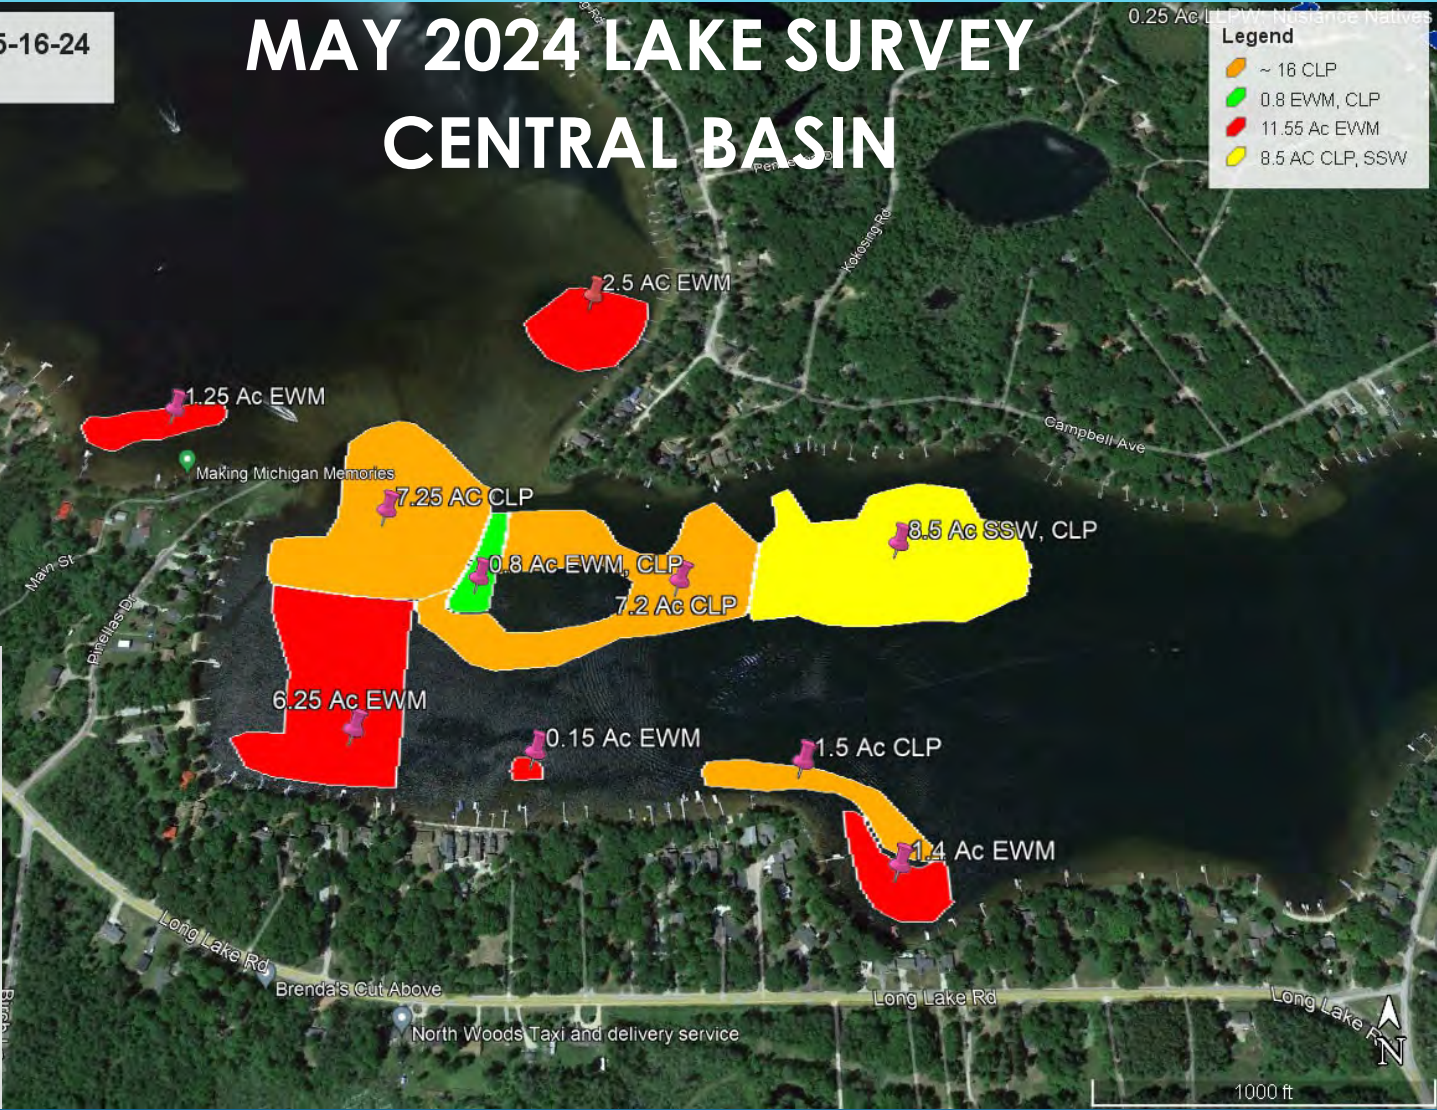 MAY 2024 LAKE SURVEY
CENTRAL BASIN
5-16-24
0.25 Ac LLPW; Nusiance Natives
Legend
~ 16 CLP
0.8 EWM, CLP
11.55 Ac EWM
8.5 AC CLP, SSW
Kokosing Rd
2.5 AC EWM
1.25 Ac EWM
Campbell Ave
Making Michigan Memories
7.25 AC CLP
8.5 Ac SSW, CLP
0.8 Ac EWM, CLP
Main St
7.2 Ac CLP
Pinellas Dr
6.25 Ac EWM
0.15 Ac EWM
1.5 Ac CLP
1.4 Ac EWM
Long Lake Rd
Brenda's Cut Above
Long Lake Rd
Long Lake R
North Woods Taxi and delivery service
N
1000 ft